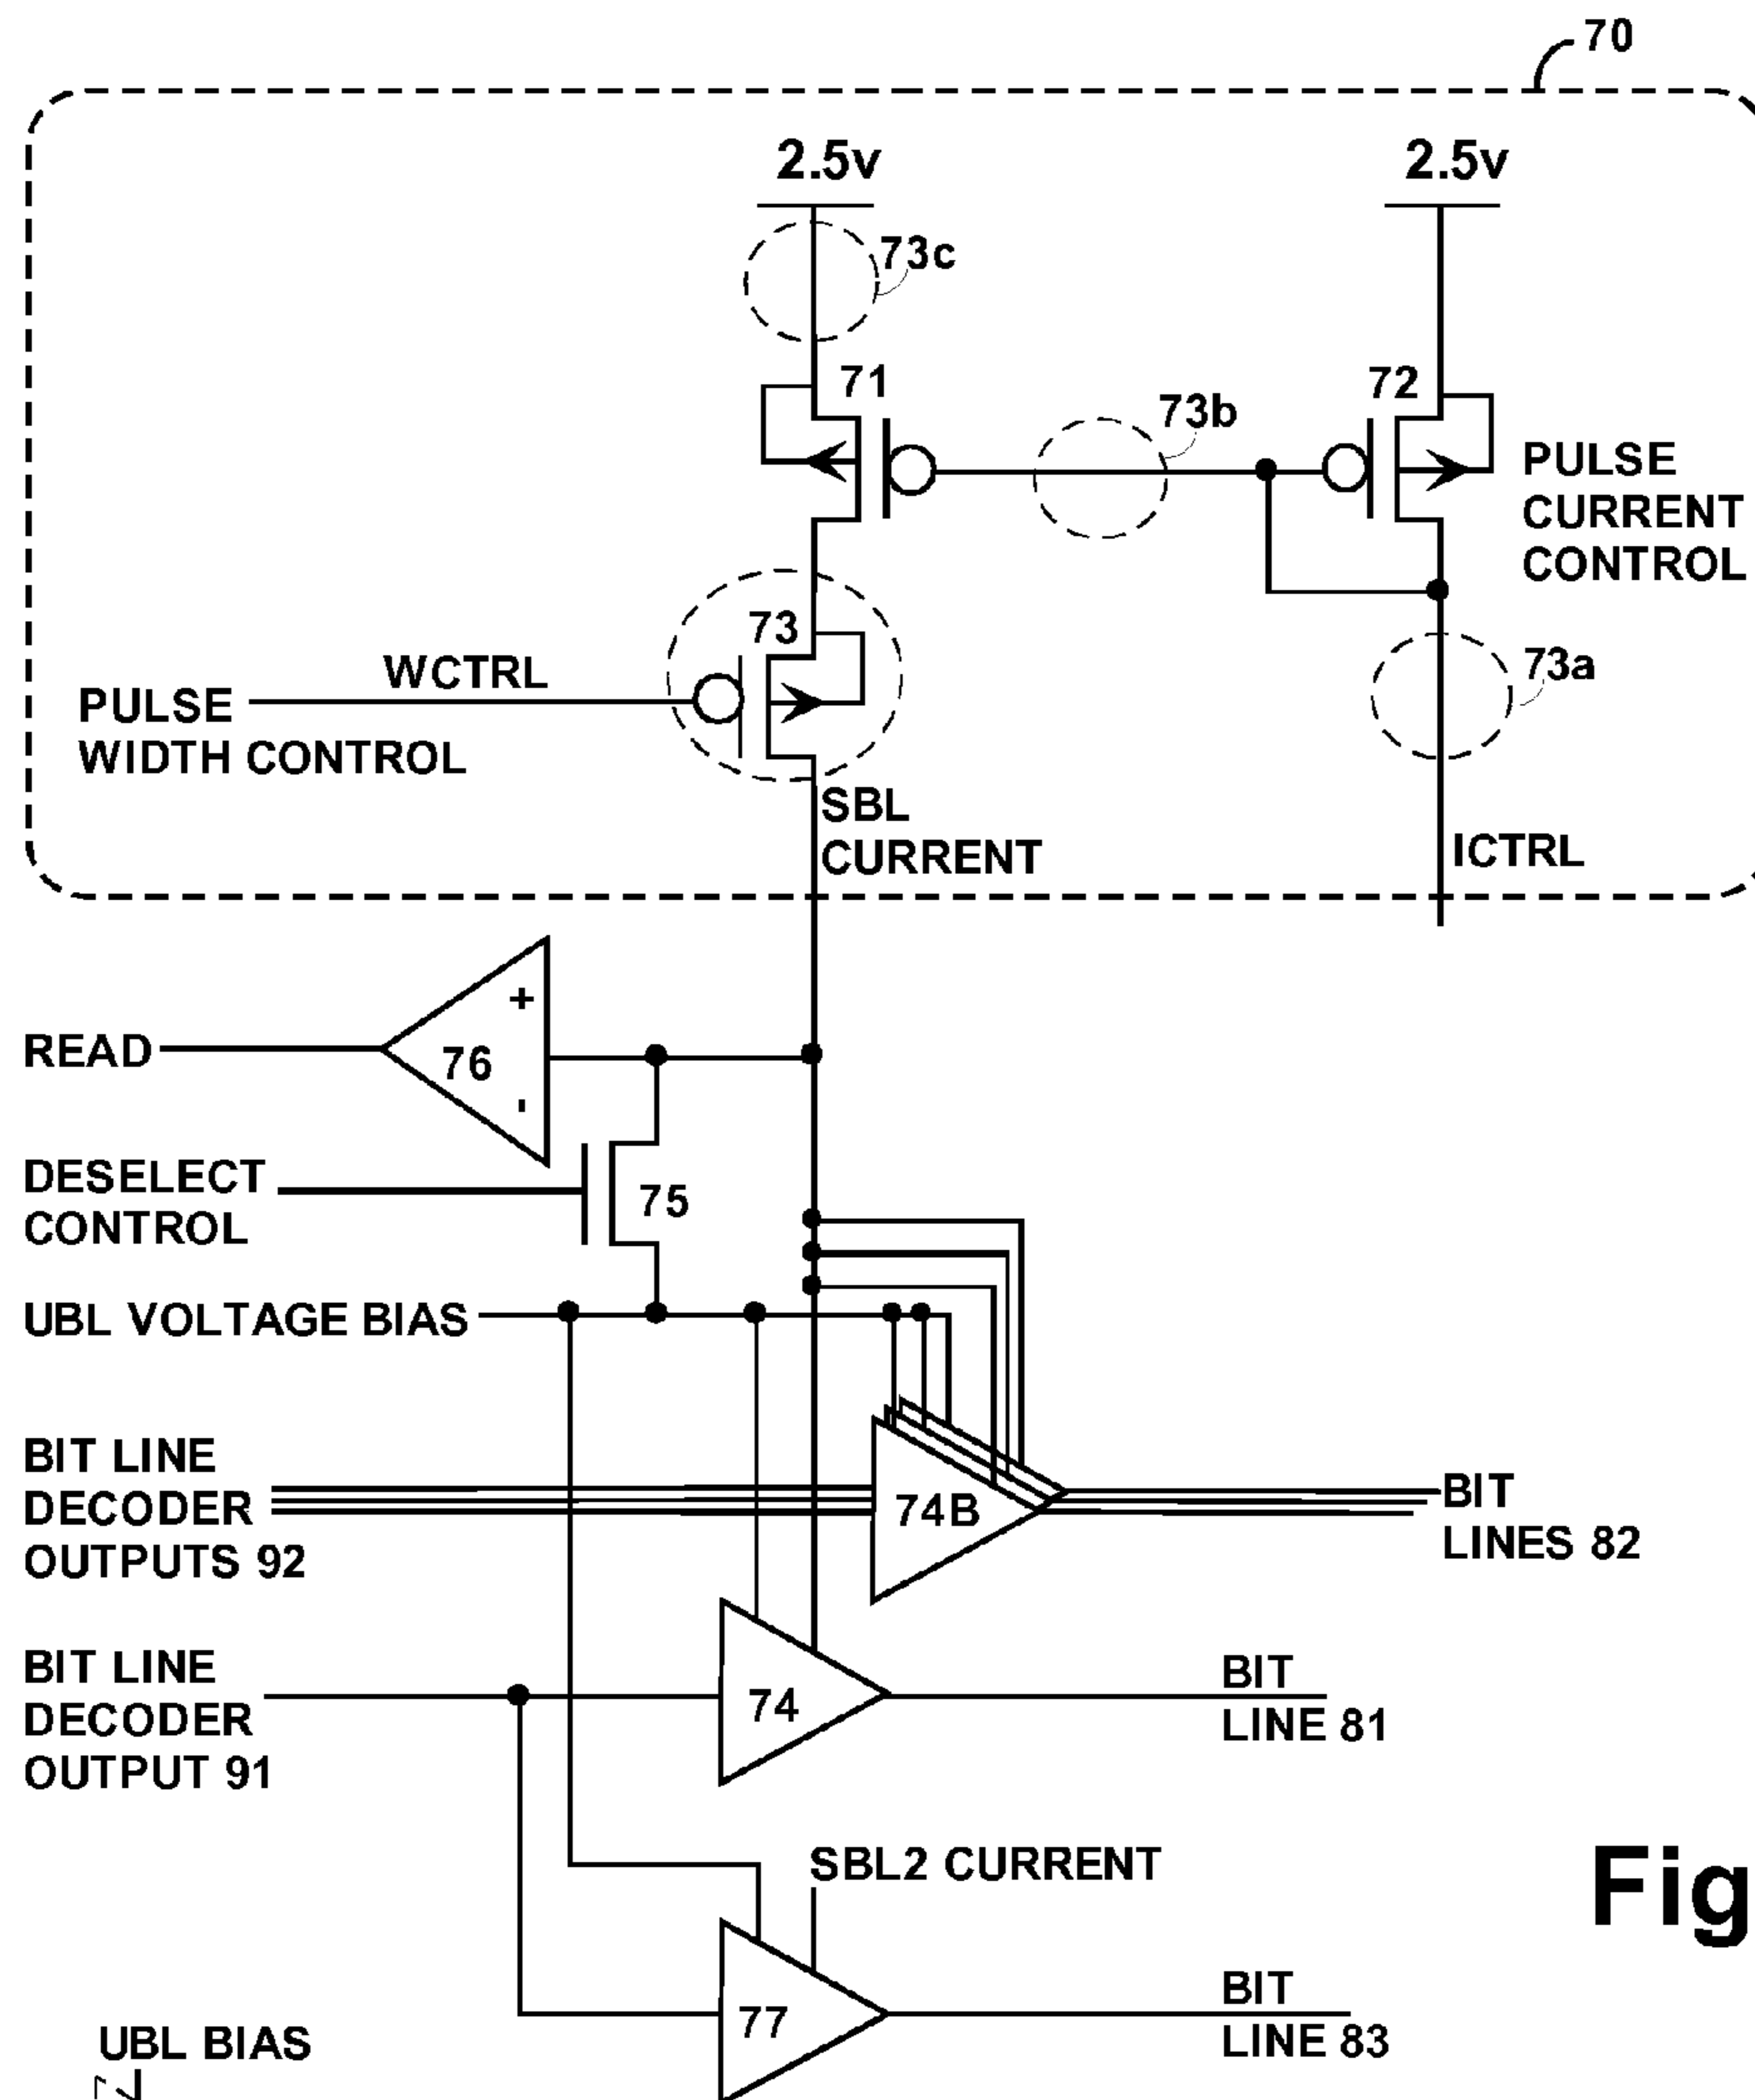 70
2.5v
2.5v
73c
71
72
73b
PULSE
CURRENT
CONTROL
73
73a
WCTRL
PULSE
WIDTH CONTROL
SBL
CURRENT
ICTRL
+
READ
76
-
DESELECT
CONTROL
75
UBL VOLTAGE BIAS
BIT LINE
DECODER
OUTPUTS 92
74B
BIT
LINES 82
BIT LINE
DECODER
OUTPUT 91
74
BIT
LINE 81
SBL2 CURRENT
Fig
77
BIT
LINE 83
UBL BIAS